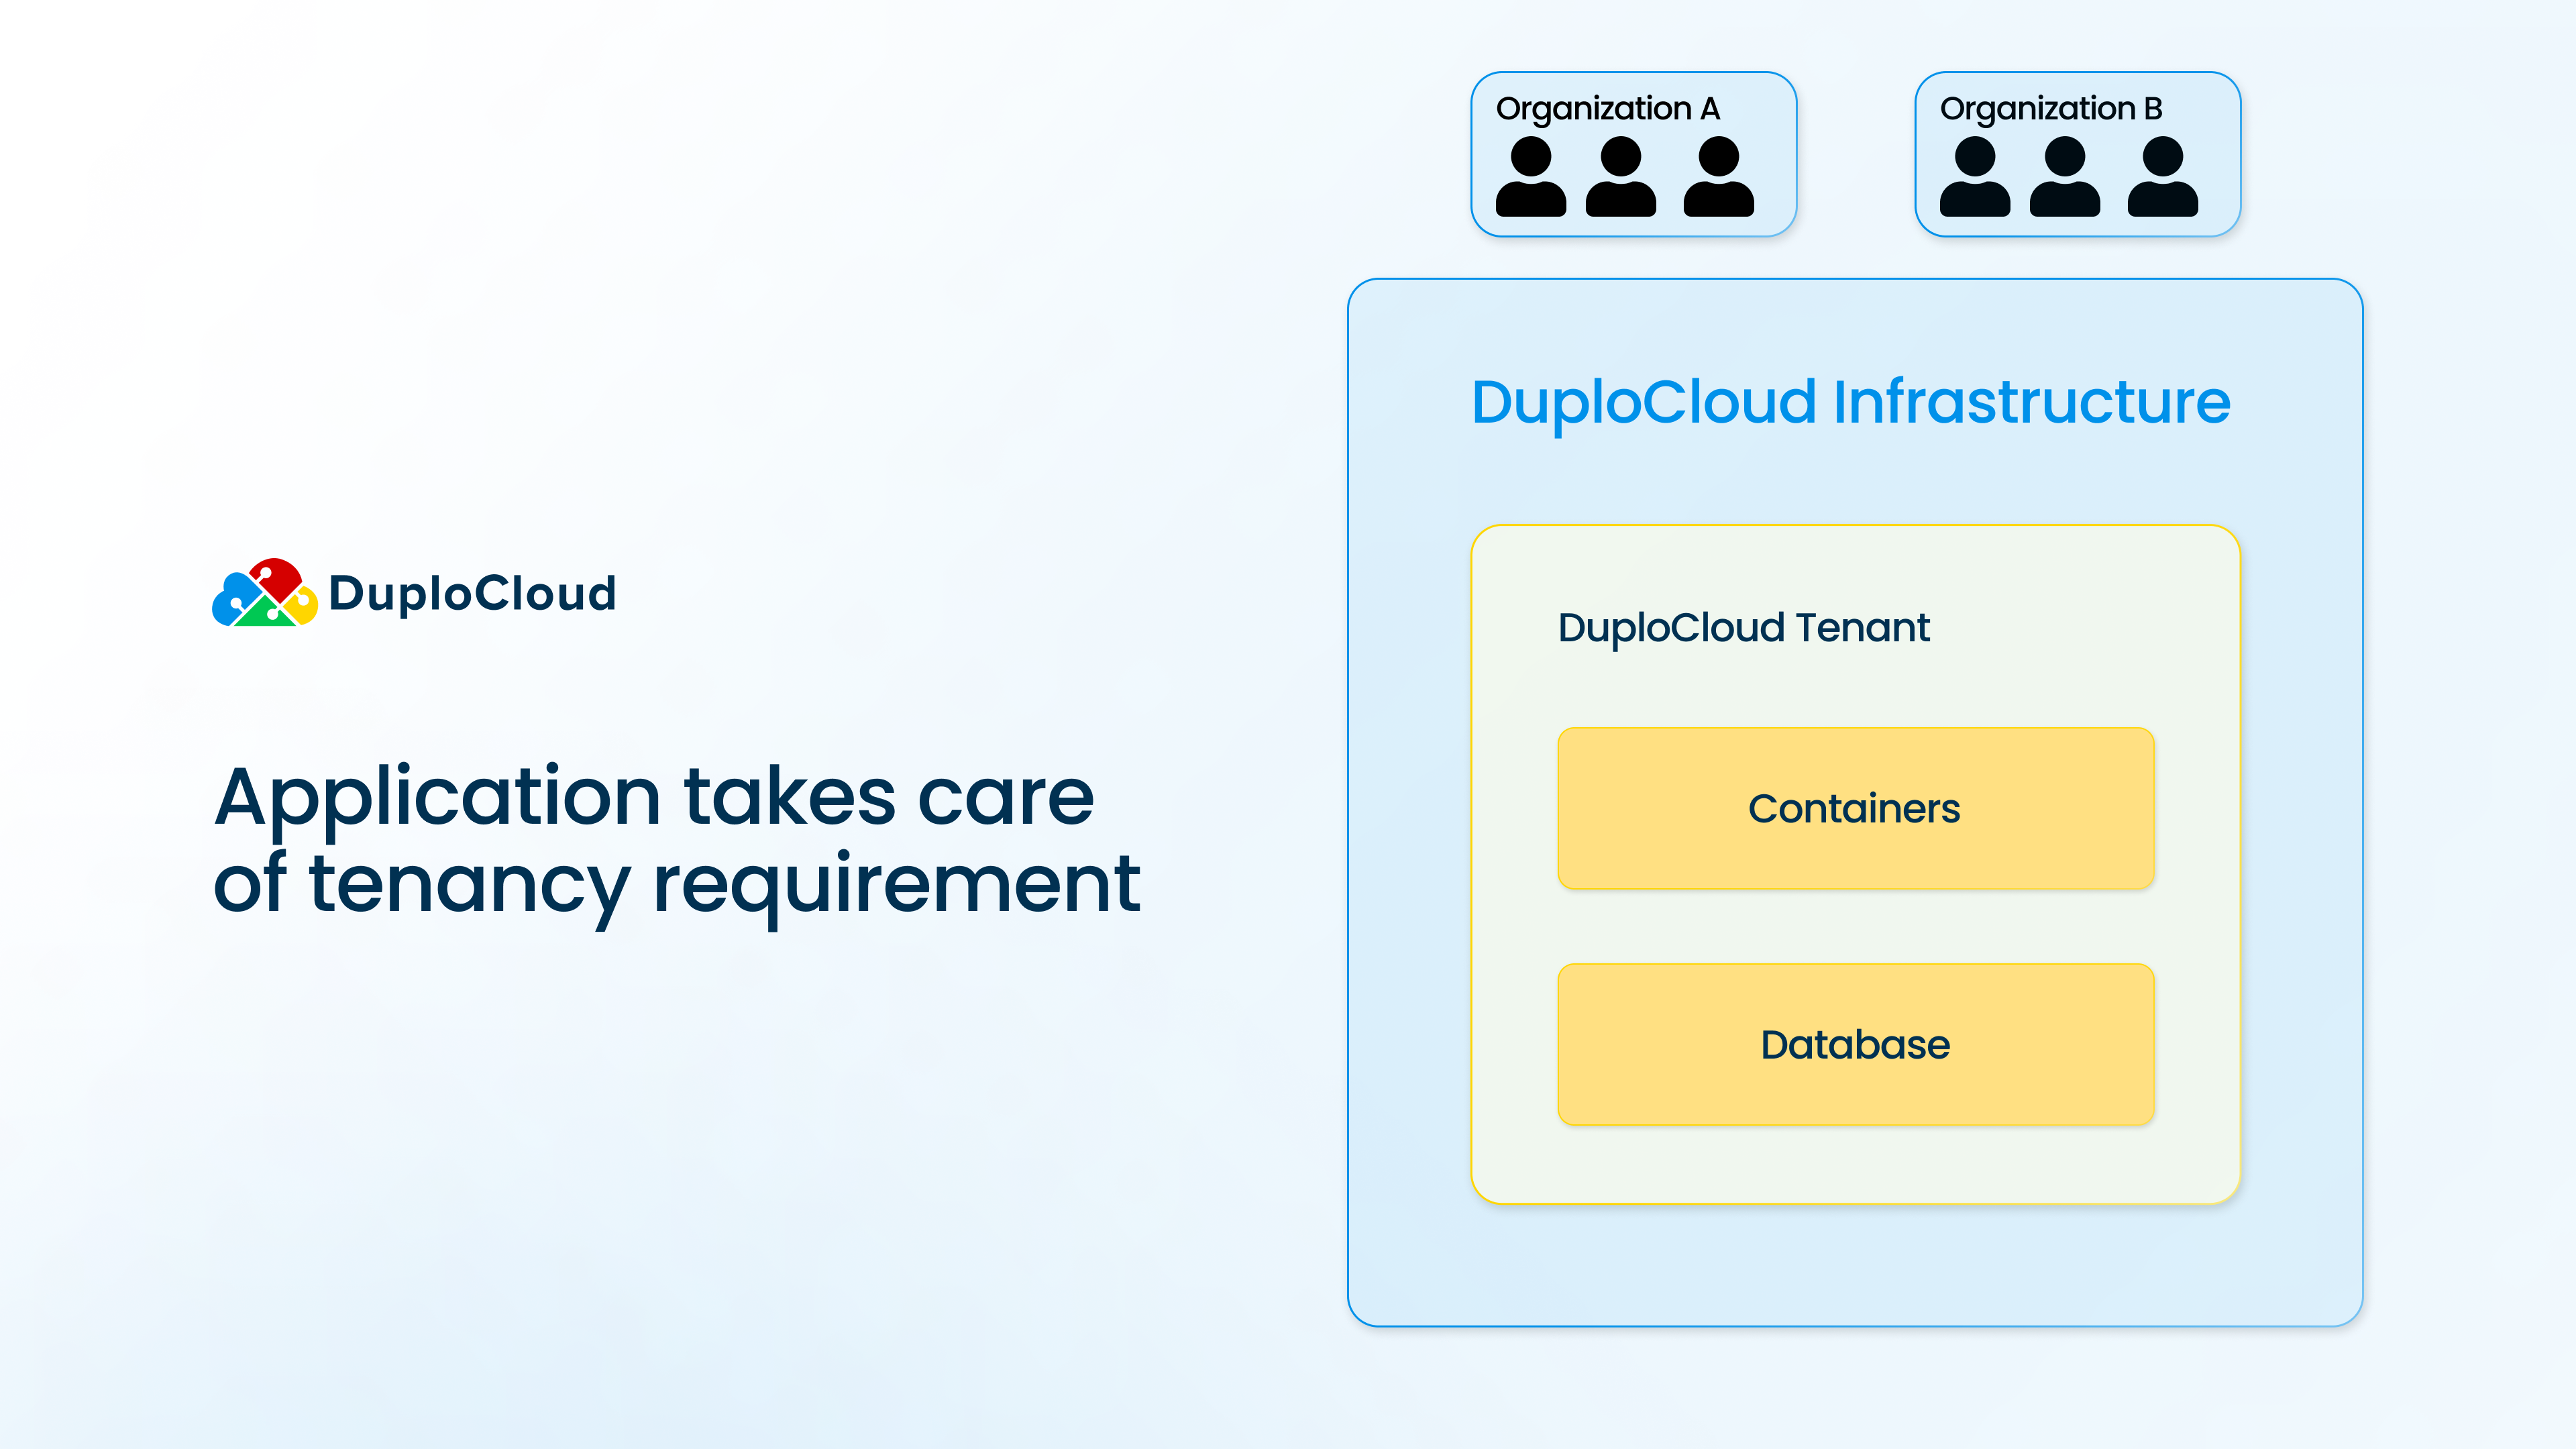 DuploCloud
Application takes care
of tenancy requirement
Organization A
Organization B
DuploCloud Infrastructure
DuploCloud Tenant
Containers
Database